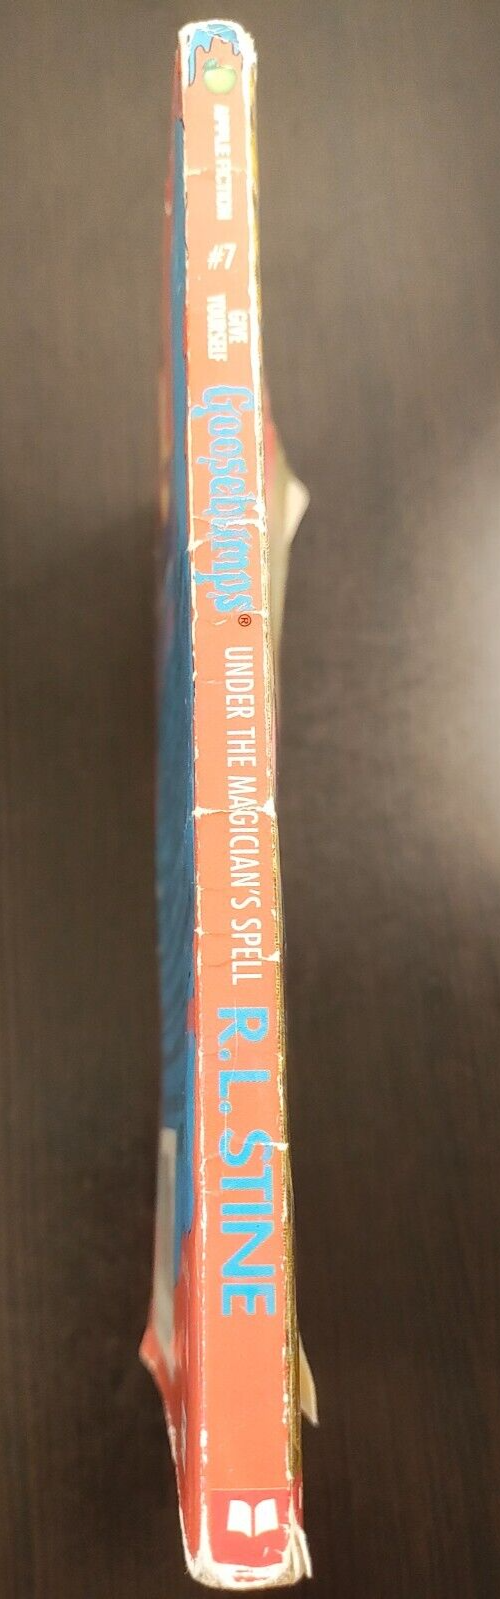 APPLE FICTION
#7
GIVE
YOURSELF
Goosebumps®
UNDER THE MAGICIAN'S SPELL
R.L. STINE